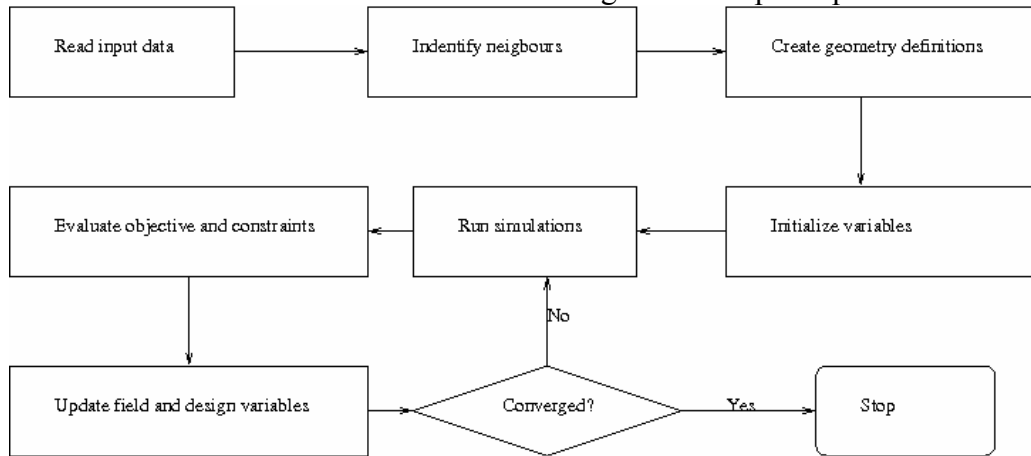 Read input data
Indentify neigbours
Create geometry definitions
Evaluate objective and constraints
Run simulations
Initialize variables
No
Update field and design variables
Converged?
Yes
Stop